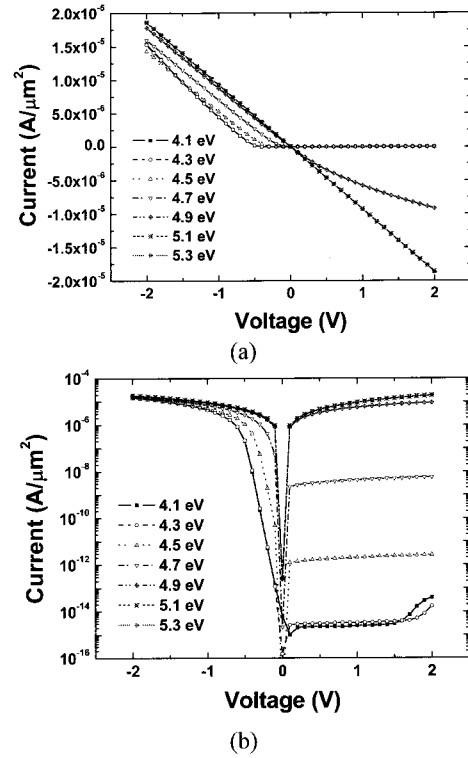 2.0x10⁻⁵
1.5x10⁻⁵
1.0x10⁻⁵
5.0x10⁻⁶
0.0
-5.0x10⁻⁶
-1.0x10⁻⁵
-1.5x10⁻⁵
-2.0x10⁻⁵
Current (A/μm²)
4.1 eV
4.3 eV
4.5 eV
4.7 eV
4.9 eV
5.1 eV
5.3 eV
-2 -1 0 1 2
Voltage (V)
(a)
10⁻⁴
10⁻⁶
10⁻⁸
10⁻¹⁰
10⁻¹²
10⁻¹⁴
10⁻¹⁶
Current (A/μm²)
4.1 eV
4.3 eV
4.5 eV
4.7 eV
4.9 eV
5.1 eV
5.3 eV
-2 -1 0 1 2
Voltage (V)
(b)